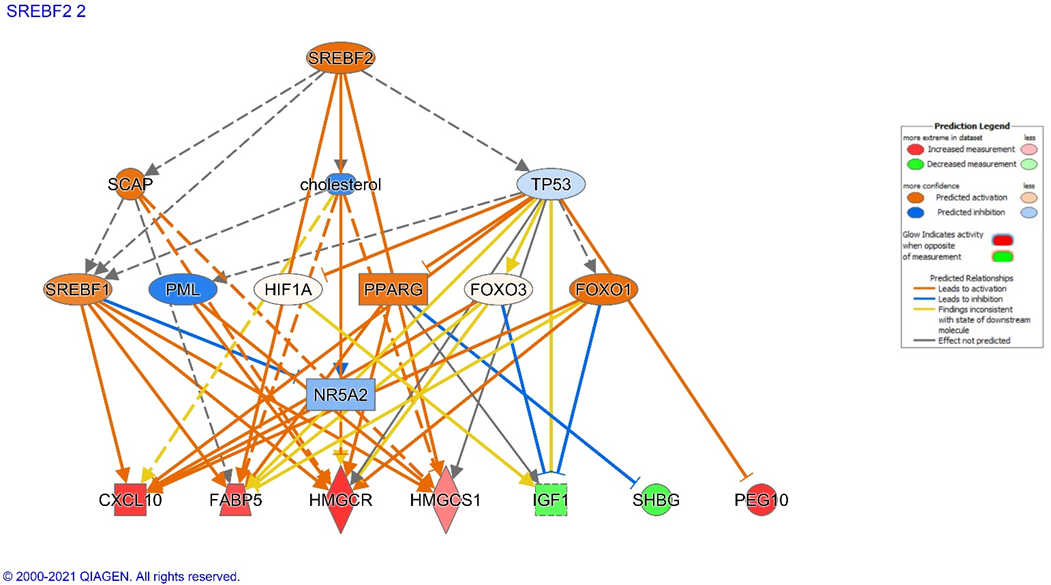 SREBF2 2
SREBF2
SCAP
cholesterol
TP53
SREBF1
PML
HIF1A
PPARG
FOXO3
FOXO1
NR5A2
CXCL10
FABP5
HMGCR
HMGCS1
IGF1
SHBG
PEG10
Prediction Legend
more extreme in dataset less
Increased measurement
Decreased measurement
more confidence less
Predicted activation
Predicted inhibition
Glow Indicates activity
when opposite
of measurement
Predicted Relationships
Leads to activation
Leads to inhibition
Findings inconsistent
with state of downstream
molecule
Effect not predicted
© 2000-2021 QIAGEN. All rights reserved.